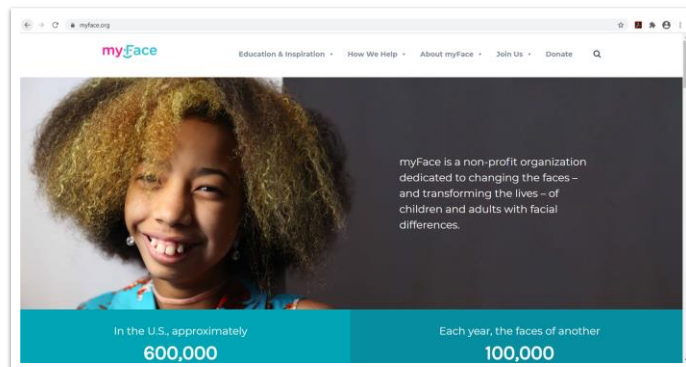 myface.org
myFace
Education & Inspiration
How We Help
About myFace
Join Us
Donate
myFace is a non-profit organization
dedicated to changing the faces –
and transforming the lives – of
children and adults with facial
differences.
In the U.S., approximately
600,000
Each year, the faces of another
100,000